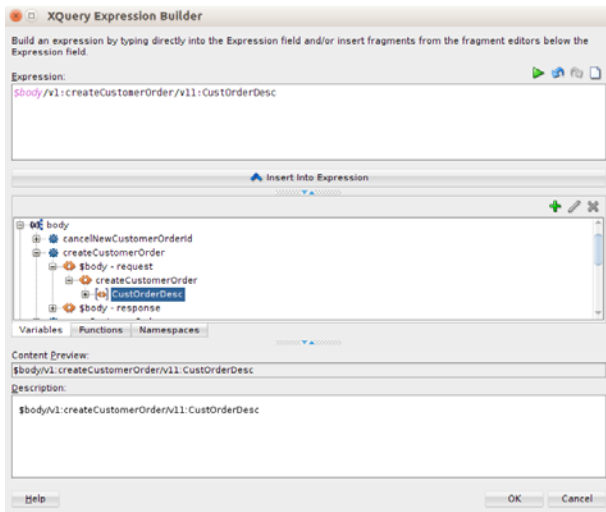 XQuery Expression Builder
Build an expression by typing directly into the Expression field and/or insert fragments from the fragment editors below the
Expression field.
Expression:
$body/v1:createCustomerOrder/v11:CustOrderDesc
Insert Into Expression
body
cancelNewCustomerOrderId
createCustomerOrder
$body - request
createCustomerOrder
CustOrderDesc
$body - response
Variables Functions Namespaces
Content Preview:
$body/v1:createCustomerOrder/v11:CustOrderDesc
Description:
$body/v1:createCustomerOrder/v11:CustOrderDesc
Help OK Cancel